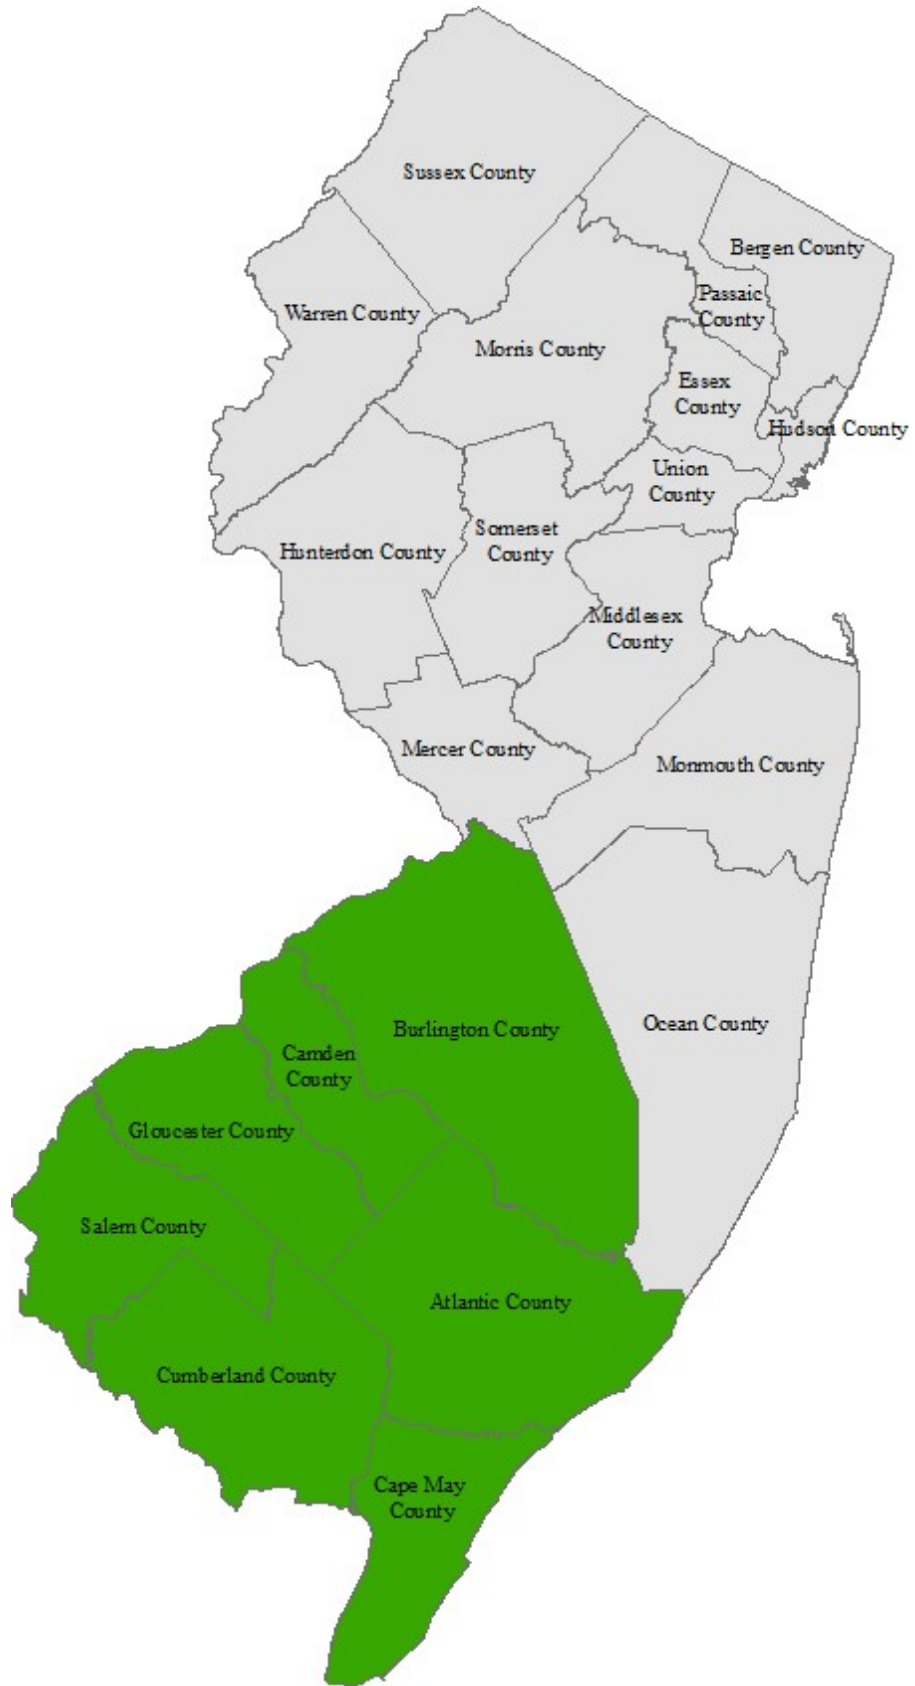 Sussex County
Bergen County
Passaic
County
Warren County
Morris County
Essex
County
Hudson County
Union
County
Somerset
County
Hunterdon County
Middlesex
County
Mercer County
Monmouth County
Ocean County
Burlington County
Camden
County
Gloucester County
Salem County
Atlantic County
Cumberland County
Cape May
County